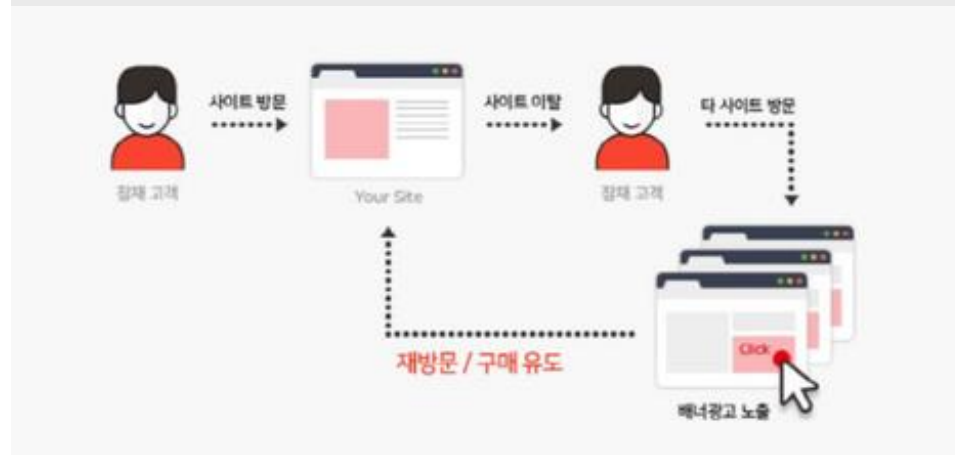 사이트 방문
사이트 이탈
타 사이트 방문
잠재 고객
Your Site
잠재 고객
Click
재방문 / 구매 유도
배너광고 노출